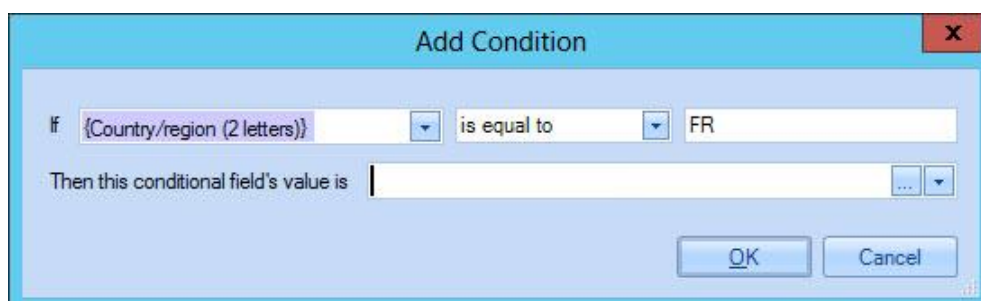 Add Condition
x
If {Country/region (2 letters)} is equal to FR
Then this conditional field's value is ...
OK Cancel